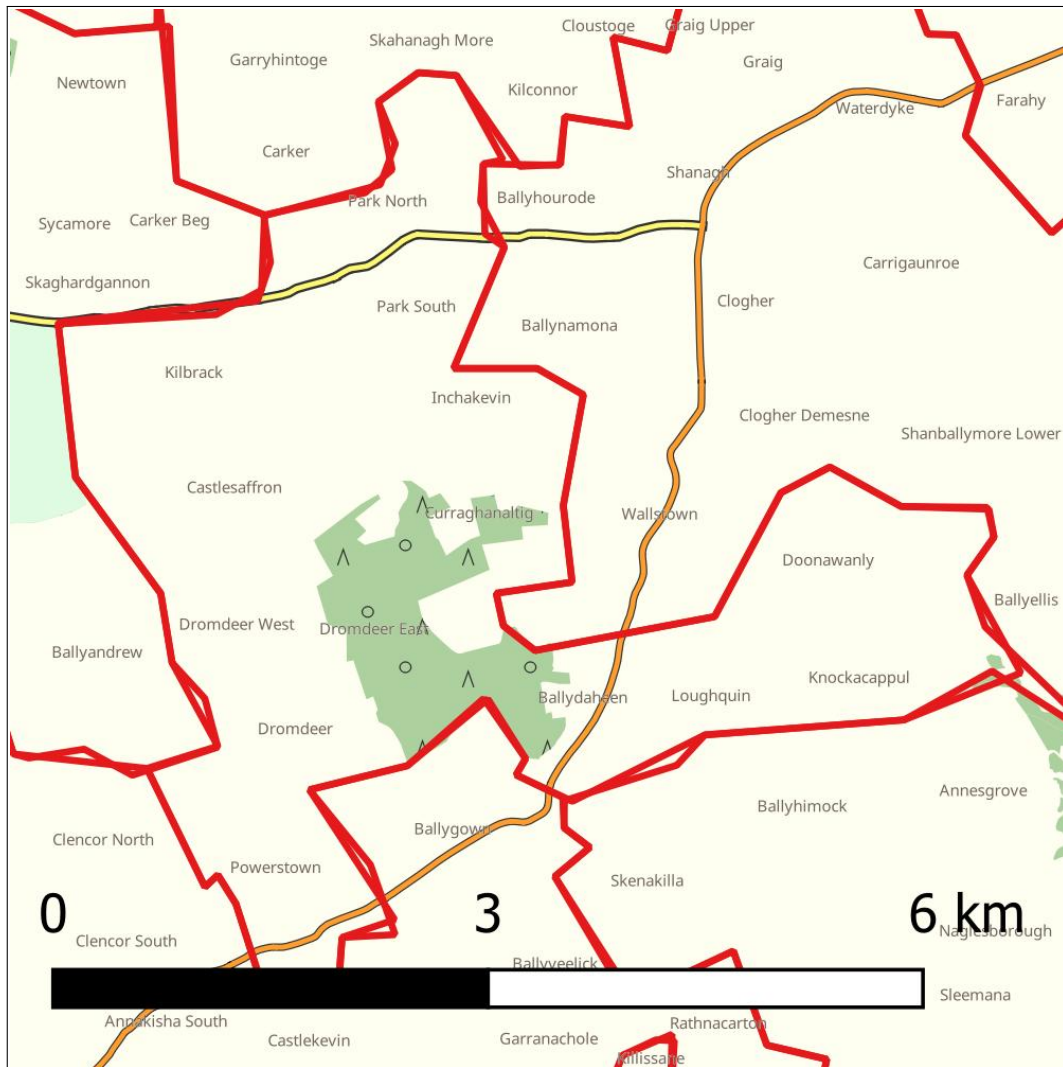 Cloustoge
Graig Upper
Skahanagh More
Garryhintoge
Graig
Newtown
Kilconnor
Farahy
Waterdyke
Carker
Shanagh
Park North
Ballyhourode
Carker Beg
Sycamore
Carrigaunroe
Skaghardgannon
Clogher
Park South
Ballynamona
Kilbrack
Inchakevin
Clogher Demesne
Shanballymore Lower
Castlesaffron
Curraghanaltig
Wallstown
Doonawanly
Ballyellis
Dromdeer West
Dromdeer East
Ballyandrew
Knockacappul
Loughquin
Ballydaheen
Dromdeer
Annesgrove
Ballyhimock
Ballygown
Clencor North
Powerstown
Skenakilla
0 3 6 km
Naglesborough
Clencor South
Ballyveelick
Sleemana
Annakisha South
Rathnacarton
Castlekevin
Garranachole
Killissane